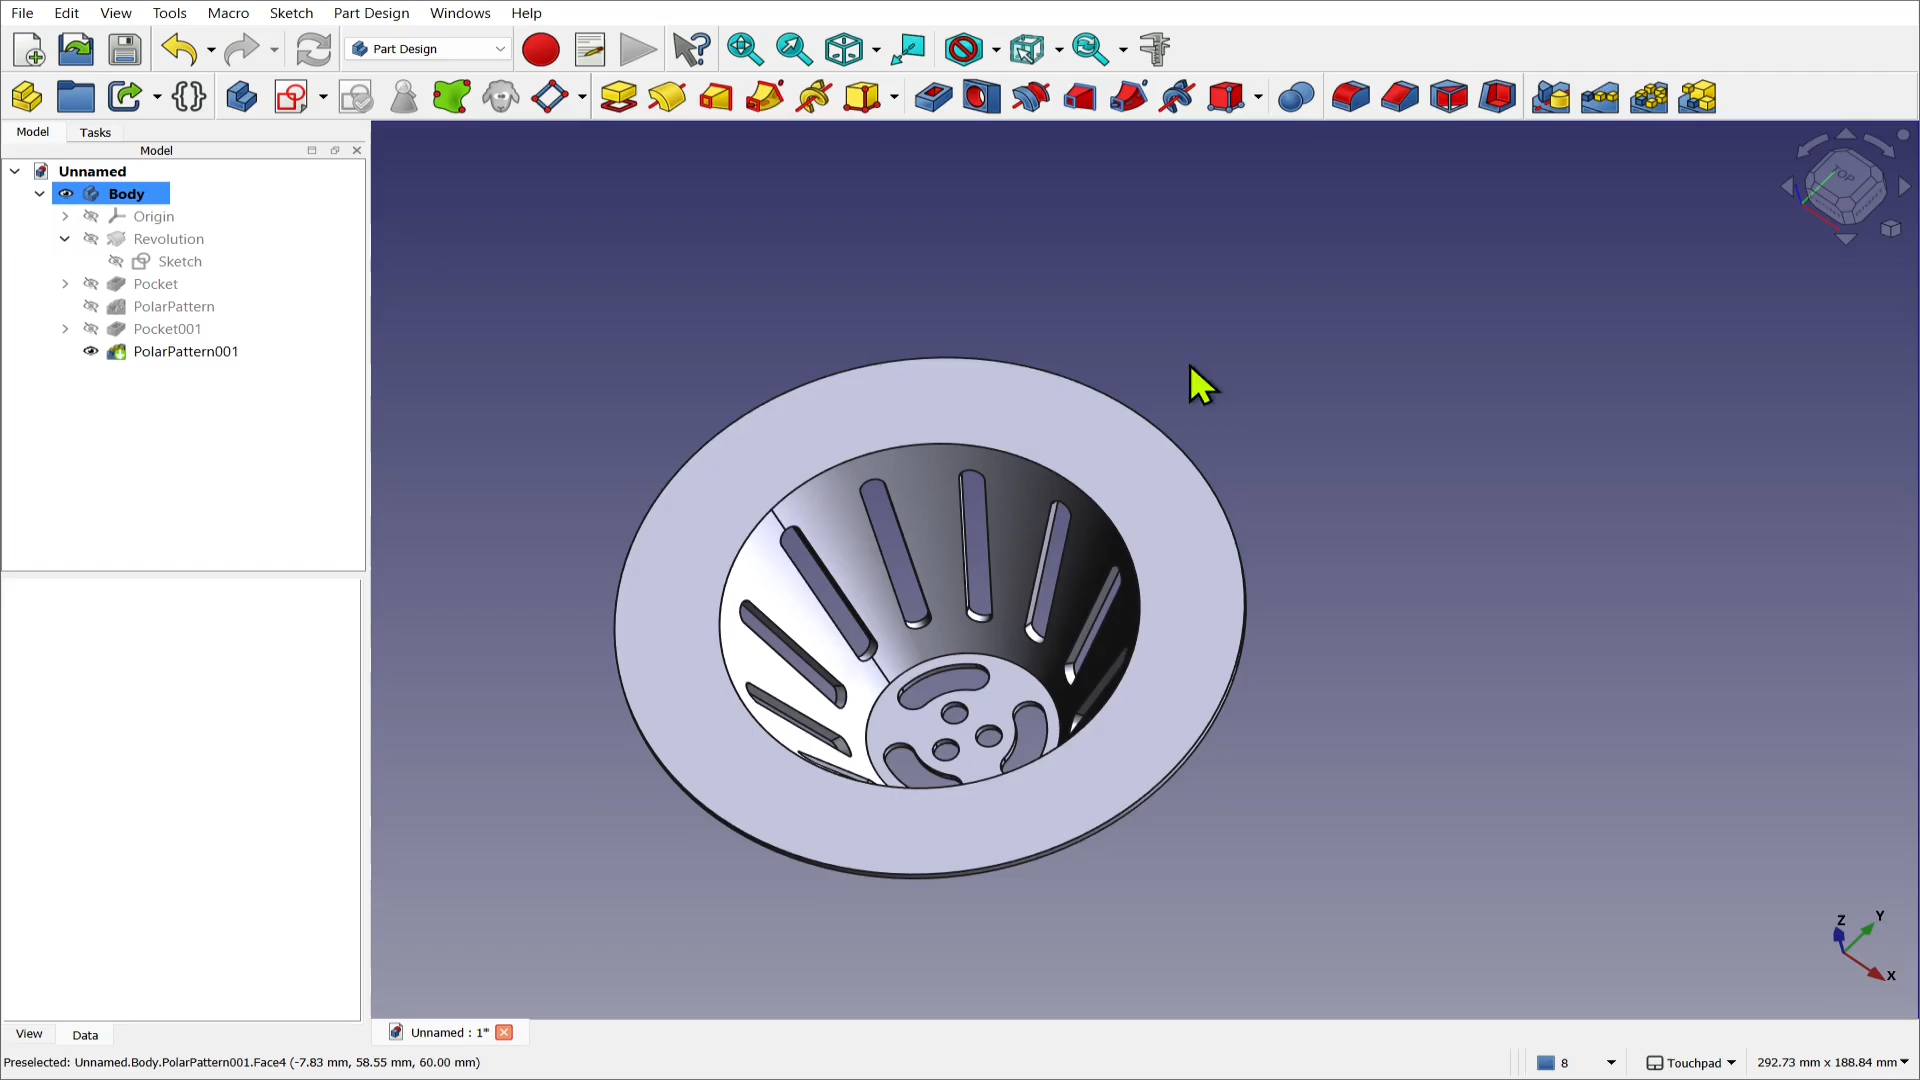 File Edit View Tools Macro Sketch Part Design Windows Help
Part Design
Model Tasks
Model
Unnamed
Body
Origin
Revolution
Sketch
Pocket
PolarPattern
Pocket001
PolarPattern001
TOP
Z
Y
X
View Data
Unnamed : 1*
Preselected: Unnamed.Body.PolarPattern001.Face4 (-7.83 mm, 58.55 mm, 60.00 mm)
8
Touchpad
292.73 mm x 188.84 mm